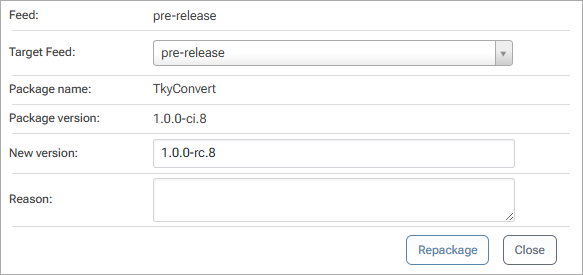 Feed: pre-release
Target Feed: pre-release
Package name: TkyConvert
Package version: 1.0.0-ci.8
New version: 1.0.0-rc.8
Reason:
Repackage Close